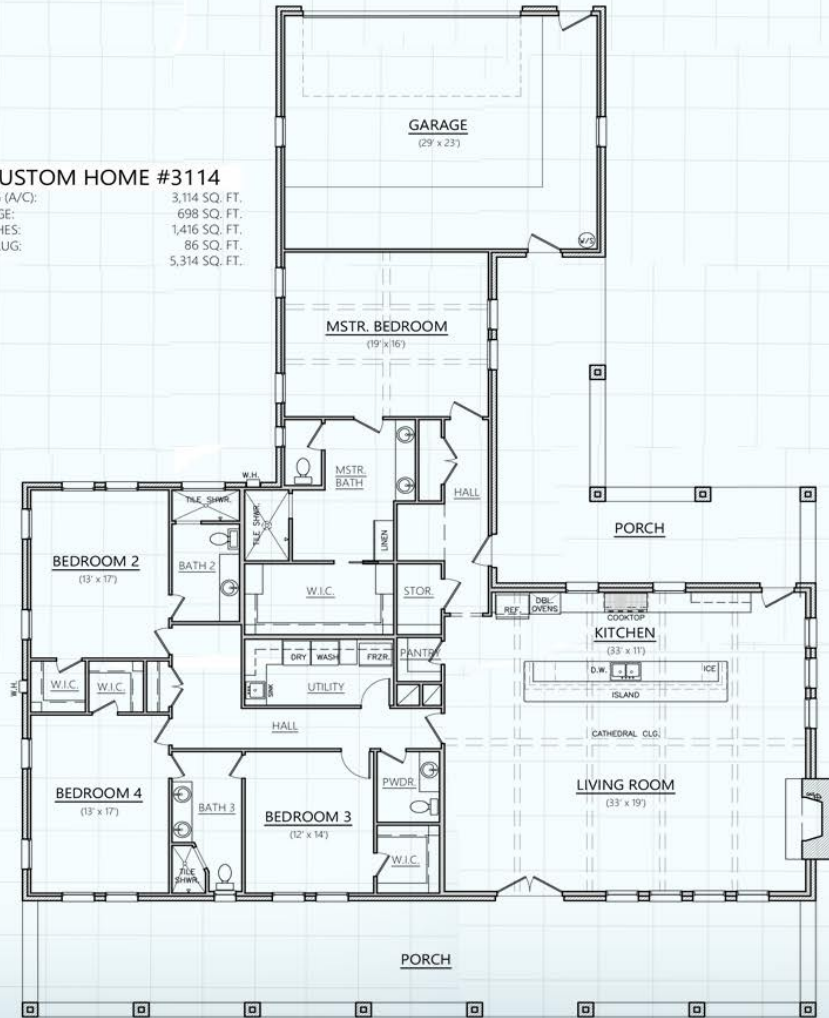 GARAGE
(29' x 23')
USTOM HOME #3114
(A/C): 3,114 SQ. FT.
GE: 698 SQ. FT.
HES: 1,416 SQ. FT.
UG: 86 SQ. FT.
5,314 SQ. FT.
MSTR. BEDROOM
(19' x 16')
W.H.
MSTR.
BATH
HALL
TILE SHWR.
TILE SHWR.
LINEN
PORCH
BEDROOM 2
(13' x 17')
BATH 2
W.I.C.
STOR.
REF.
DBL.
OVENS
COOKTOP
KITCHEN
(33' x 11')
DRY
WASH
FRZR.
PANTRY
D.W.
ICE
ISLAND
W.I.C.
W.I.C.
W.H.
SINK
UTILITY
HALL
CATHEDRAL CLG.
BEDROOM 4
(13' x 17')
BATH 3
BEDROOM 3
(12' x 14')
PWDR.
LIVING ROOM
(33' x 19')
TILE
SHWR.
W.I.C.
PORCH